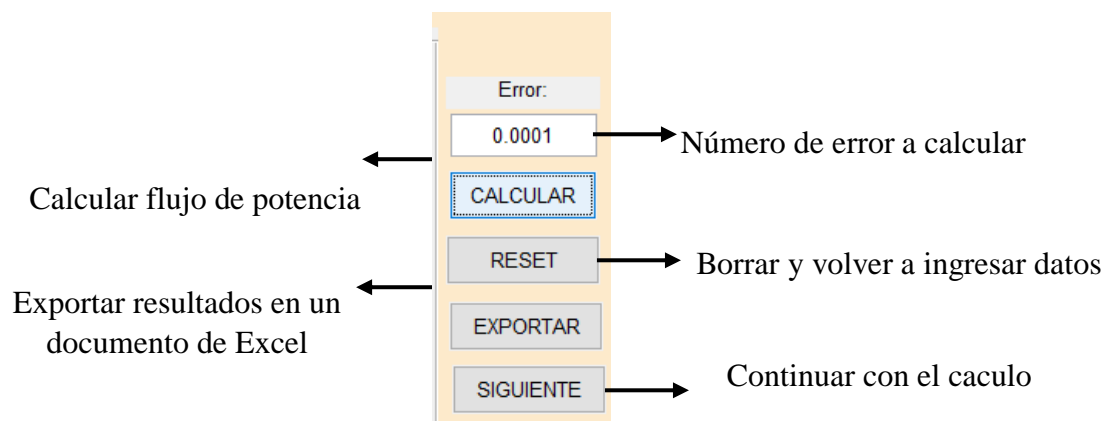 Error:
0.0001
Número de error a calcular
Calcular flujo de potencia
CALCULAR
RESET
Borrar y volver a ingresar datos
Exportar resultados en un
documento de Excel
EXPORTAR
SIGUIENTE
Continuar con el caculo